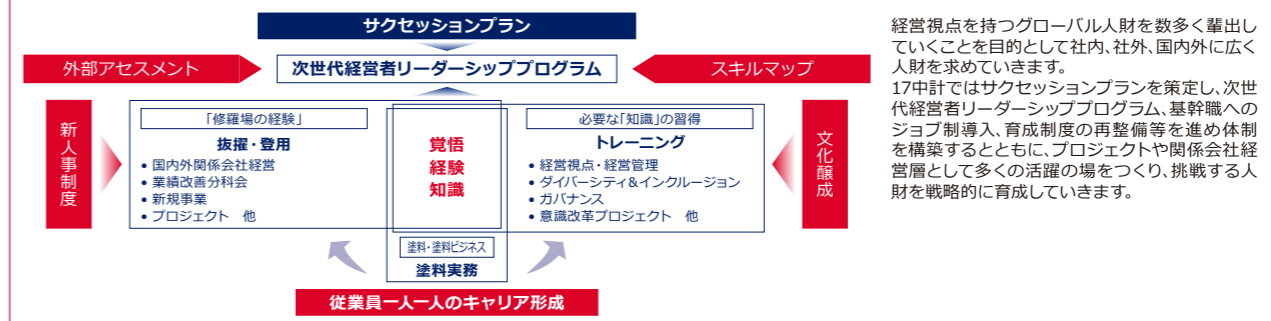 サクセッションプラン
外部アセスメント
次世代経営者リーダーシッププログラム
スキルマップ
新人事制度
「修羅場の経験」
抜擢・登用
• 国内外関係会社経営
• 業績改善分科会
• 新規事業
• プロジェクト　他
覚悟
経験
知識
必要な「知識」の習得
トレーニング
• 経営視点・経営管理
• ダイバーシティ&インクルージョン
• ガバナンス
• 意識改革プロジェクト　他
文化醸成
塗料・塗料ビジネス
塗料実務
従業員一人一人のキャリア形成
経営視点を持つグローバル人財を数多く輩出し
ていくことを目的として社内、社外、国内外に広く
人財を求めていきます。
17中計ではサクセッションプランを策定し、次世
代経営者リーダーシッププログラム、基幹職への
ジョブ制導入、育成制度の再整備等を進め体制
を構築するとともに、プロジェクトや関係会社経
営層として多くの活躍の場をつくり、挑戦する人
財を戦略的に育成していきます。